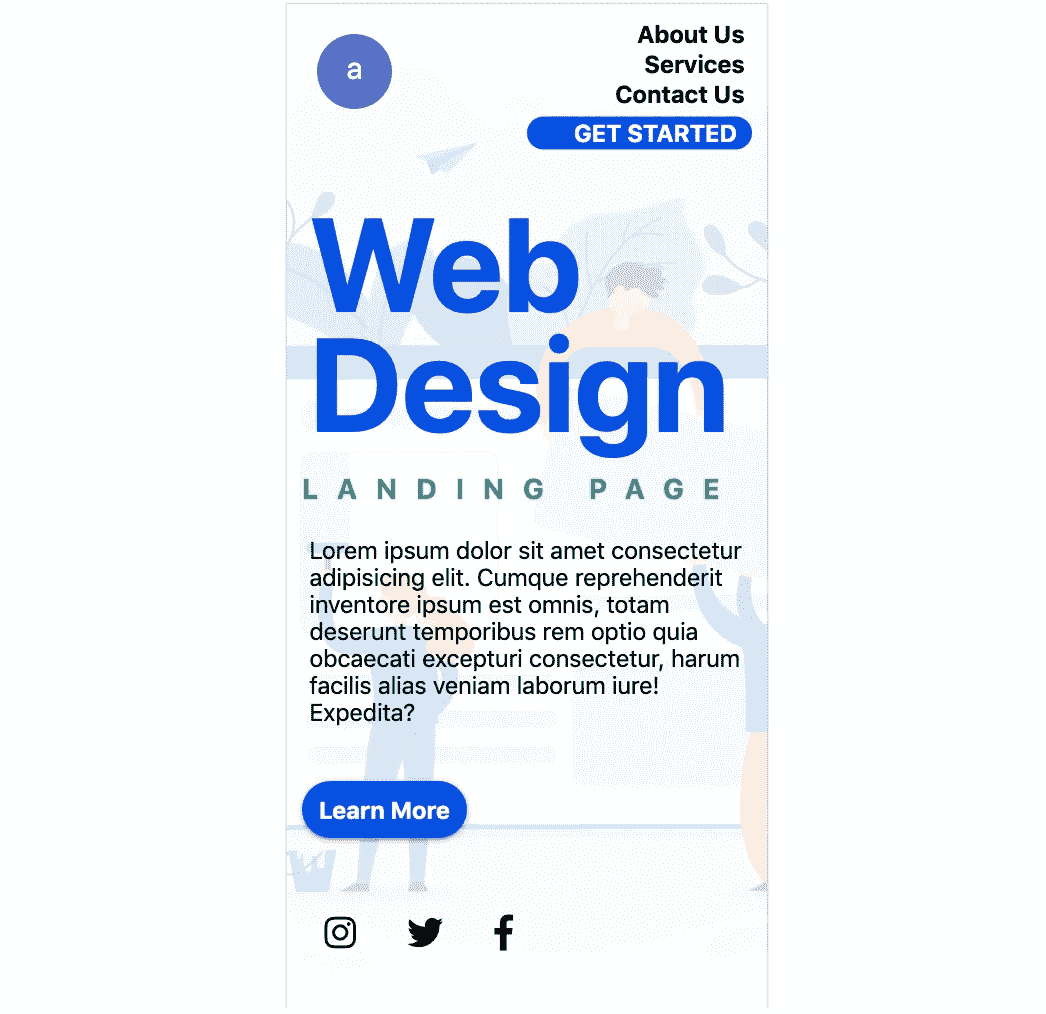 a
About Us
Services
Contact Us
GET STARTED
Web
Design
LANDING PAGE
Lorem ipsum dolor sit amet consectetur
adipisicing elit. Cumque reprehenderit
inventore ipsum est omnis, totam
deserunt temporibus rem optio quia
obcaecati excepturi consectetur, harum
facilis alias veniam laborum iure!
Expedita?
Learn More